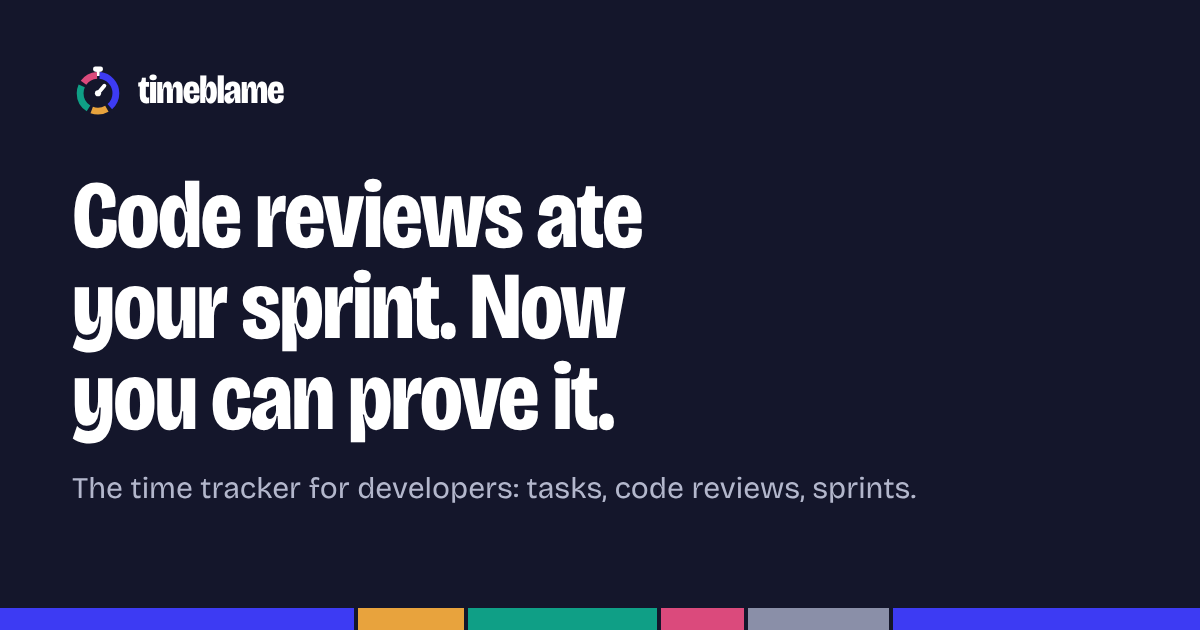 timeblame
Code reviews ate
your sprint. Now
you can prove it.
The time tracker for developers: tasks, code reviews, sprints.